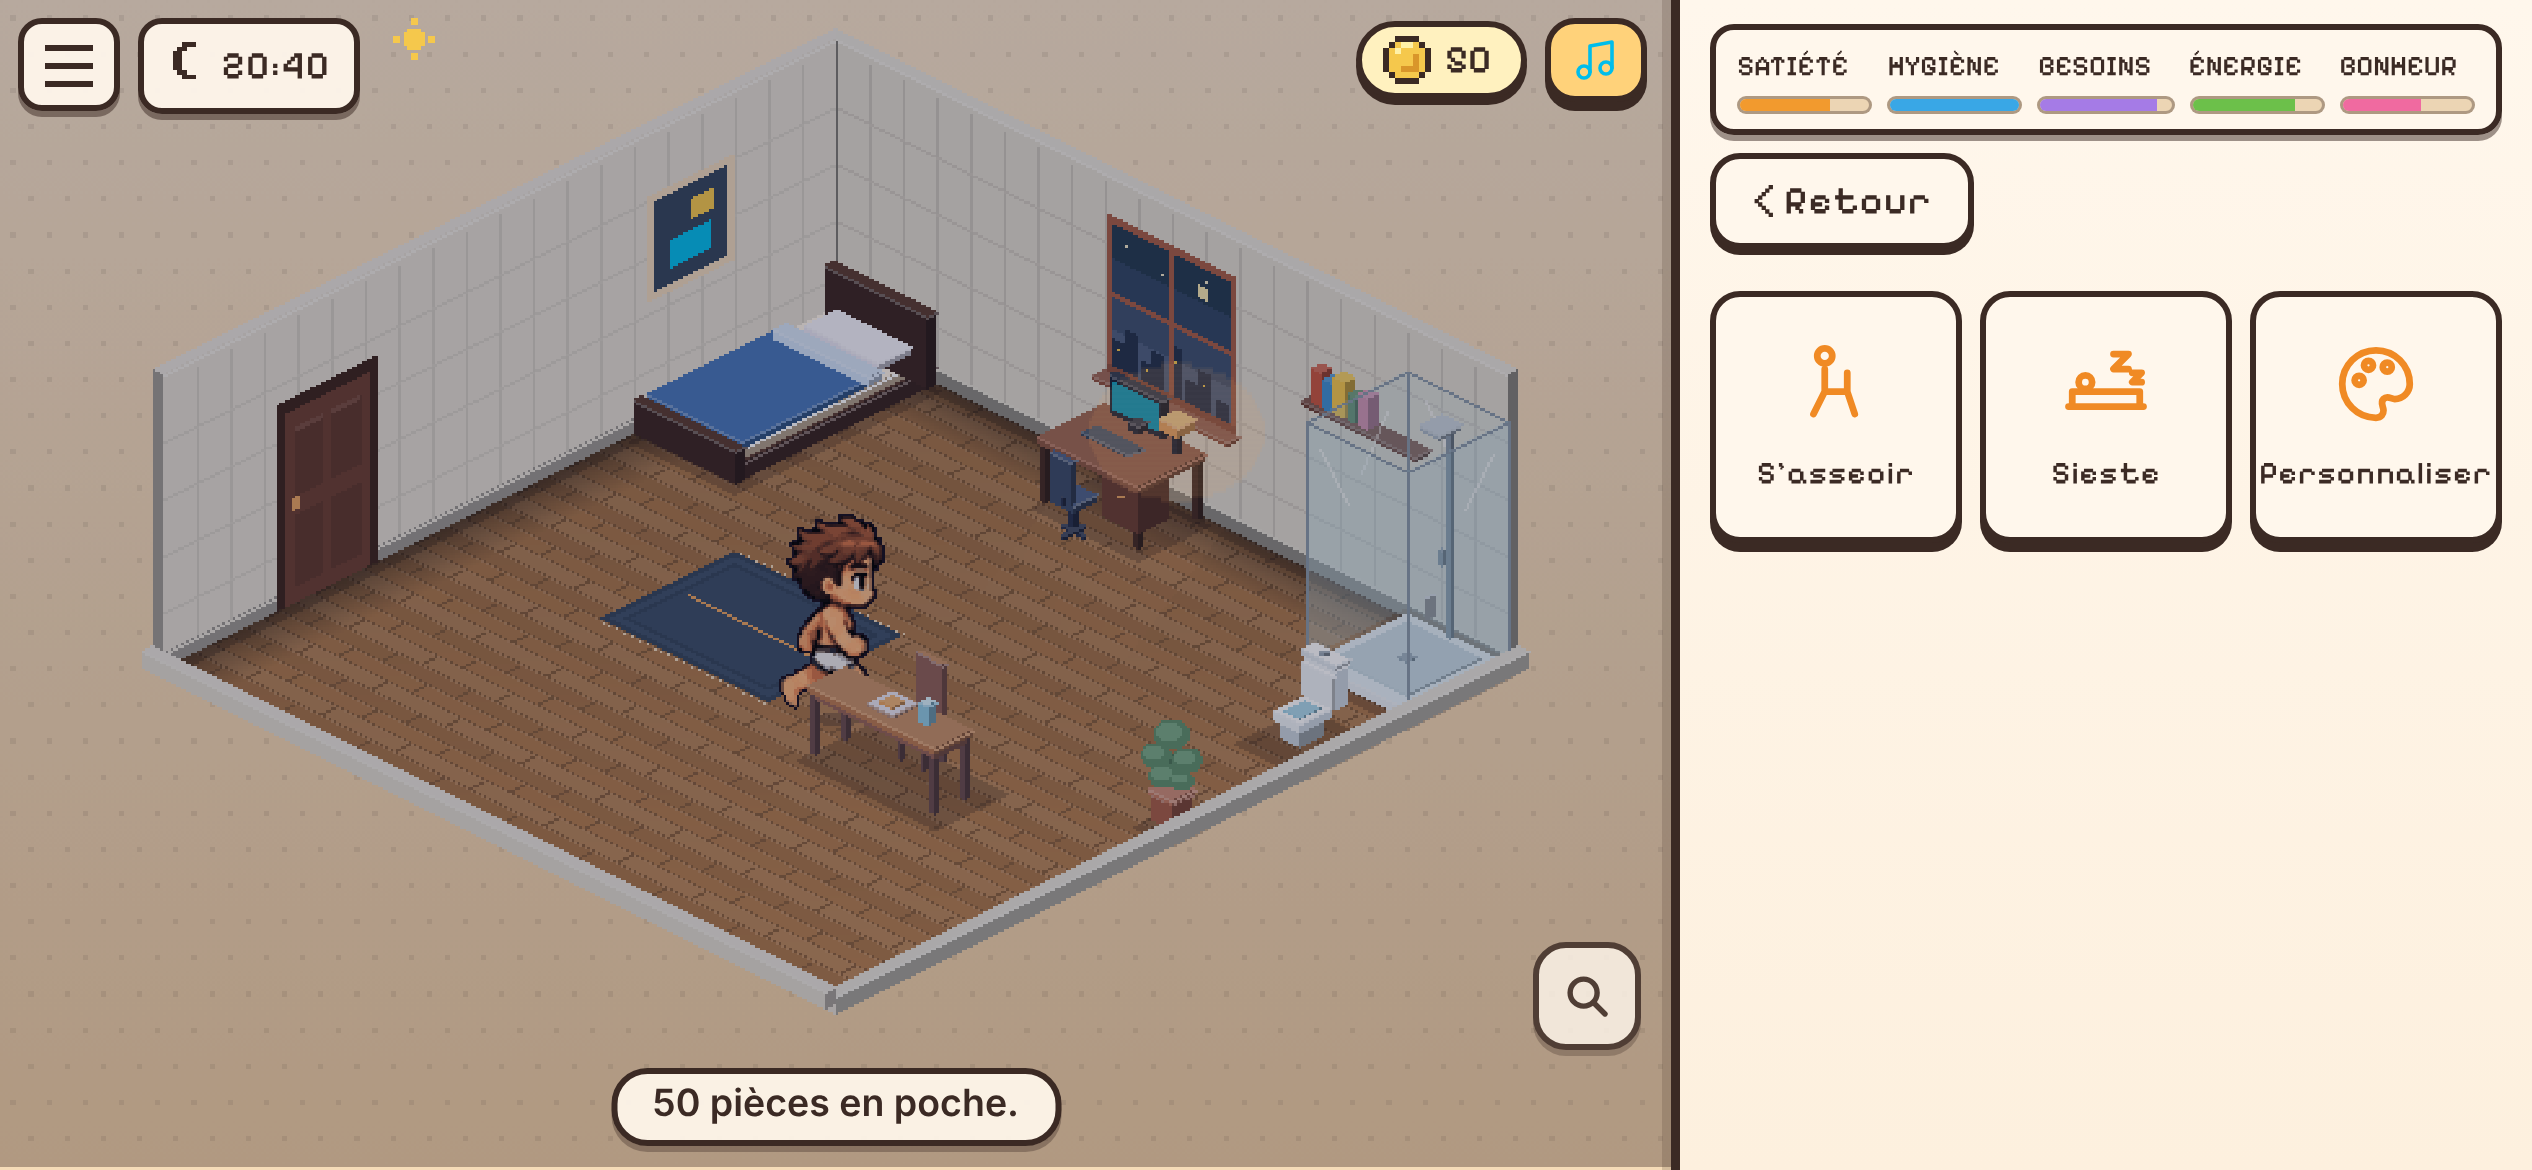 20:40
50
SATIÉTÉ
HYGIÈNE
BESOINS
ÉNERGIE
BONHEUR
Retour
S'asseoir
Sieste
Personnaliser
50 pièces en poche.